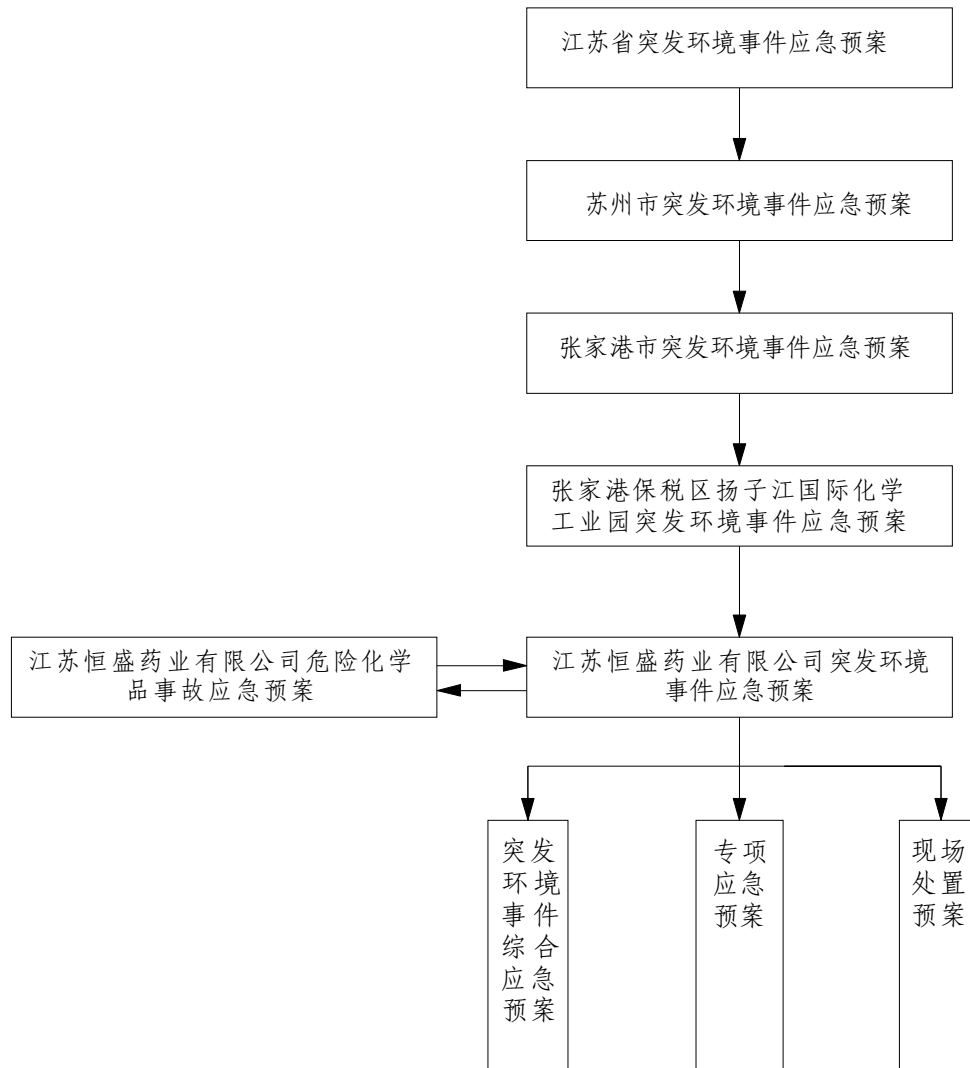 江苏省突发环境事件应急预案
苏州市突发环境事件应急预案
张家港市突发环境事件应急预案
张家港保税区扬子江国际化学
工业园突发环境事件应急预案
江苏恒盛药业有限公司危险化学
品事故应急预案
江苏恒盛药业有限公司突发环境
事件应急预案
突发
环境
事件
综合
应急
预案
专项
应急
预案
现场
处置
预案